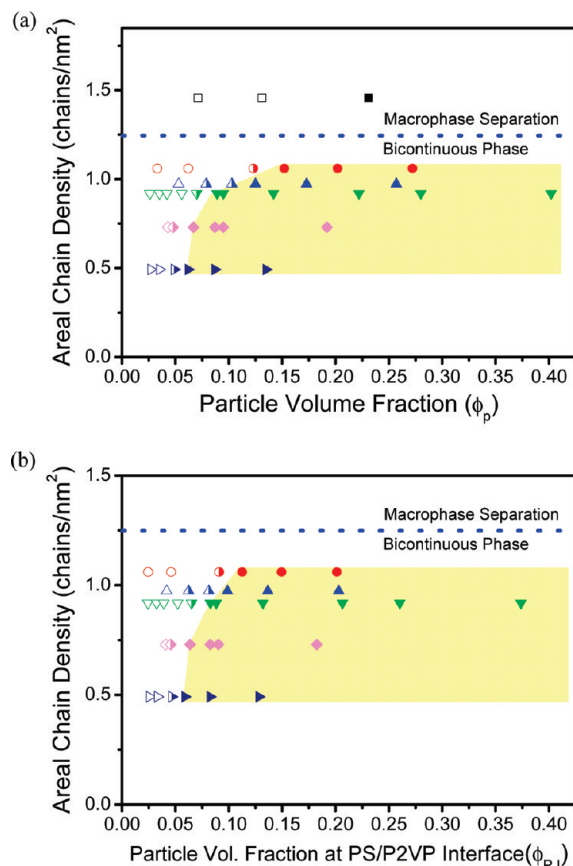 (a)
Areal Chain Density (chains/nm²)
1.5
1.0
0.5
0.0
Macrophase Separation
Bicontinuous Phase
0.00 0.05 0.10 0.15 0.20 0.25 0.30 0.35 0.40
Particle Volume Fraction (ϕp)
(b)
Areal Chain Density (chains/nm²)
1.5
1.0
0.5
0.0
Macrophase Separation
Bicontinuous Phase
0.00 0.05 0.10 0.15 0.20 0.25 0.30 0.35 0.40
Particle Vol. Fraction at PS/P2VP Interface(ϕP,I